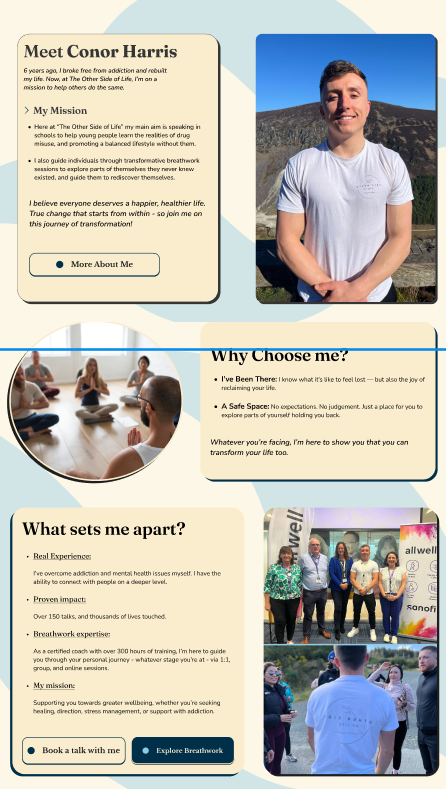 Meet Conor Harris
6 years ago, I broke free from addiction and rebuilt
my life. Now, at The Other Side of Life, I'm on a
mission to help others do the same.
My Mission
• Here at "The Other Side of Life" my main aim is speaking in
schools to help young people learn the realities of drug
misuse, and promoting a balanced lifestyle without them.
• I also guide individuals through transformative breathwork
sessions to explore parts of themselves they never knew
existed, and guide them to rediscover themselves.
I believe everyone deserves a happier, healthier life.
True change that starts from within - so join me on
this journey of transformation!
More About Me
Why Choose me?
• I've Been There: I know what it's like to feel lost — but also the joy of
reclaiming your life.
• A Safe Space: No expectations. No judgement. Just a place for you to
explore parts of yourself holding you back.
Whatever you're facing, I'm here to show you that you can
transform your life too.
What sets me apart?
• Real Experience:
I've overcome addiction and mental health issues myself. I have the
ability to connect with people on a deeper level.
• Proven impact:
Over 150 talks, and thousands of lives touched.
• Breathwork expertise:
As a certified coach with over 300 hours of training, I'm here to guide
you through your personal journey - whatever stage you're at - via 1:1,
group, and online sessions.
• My mission:
Supporting you towards greater wellbeing, whether you're seeking
healing, direction, stress management, or support with addiction.
Book a talk with me
Explore Breathwork
allwell
sanofi